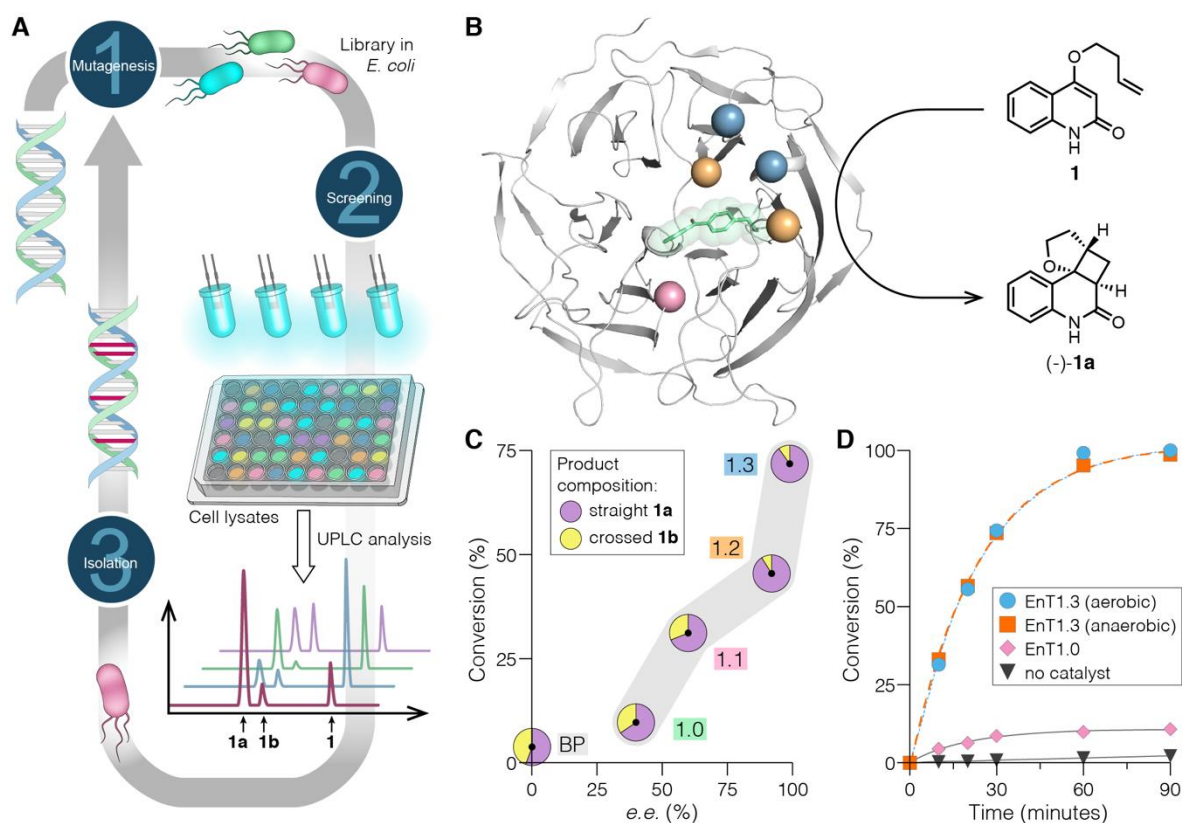 A
1
Mutagenesis
Library in
E. coli
2
Screening
Cell lysates
UPLC analysis
3
Isolation
1a
1b
1
B
O
N
H
O
1
O
H
H
N
H
O
(-)-1a
C
Conversion (%)
75
50
25
0
Product
composition:
straight 1a
crossed 1b
1.3
1.2
1.1
1.0
BP
0
25
50
75
100
e.e. (%)
D
Conversion (%)
100
75
50
25
0
EnT1.3 (aerobic)
EnT1.3 (anaerobic)
EnT1.0
no catalyst
0
30
60
90
Time (minutes)